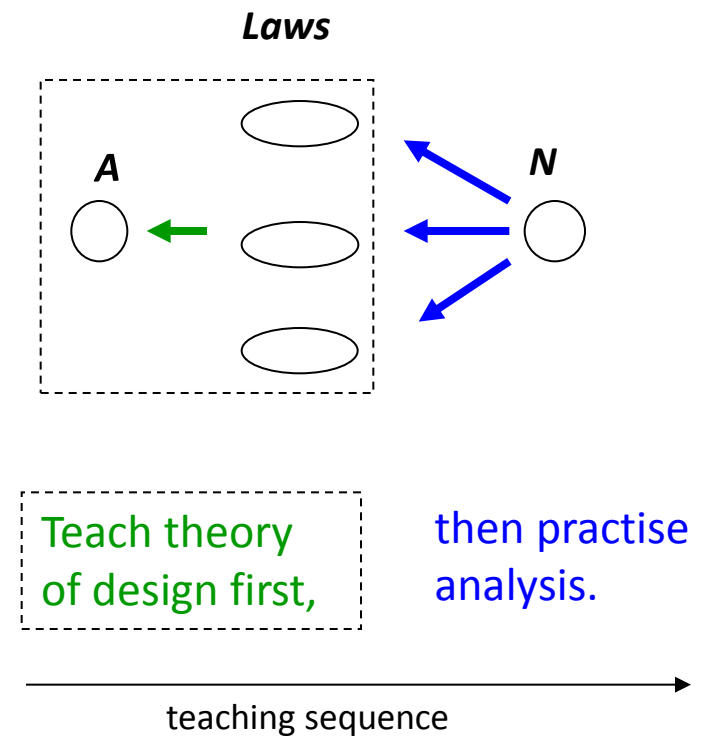 Laws
A
N
Teach theory
of design first,
then practise
analysis.
teaching sequence